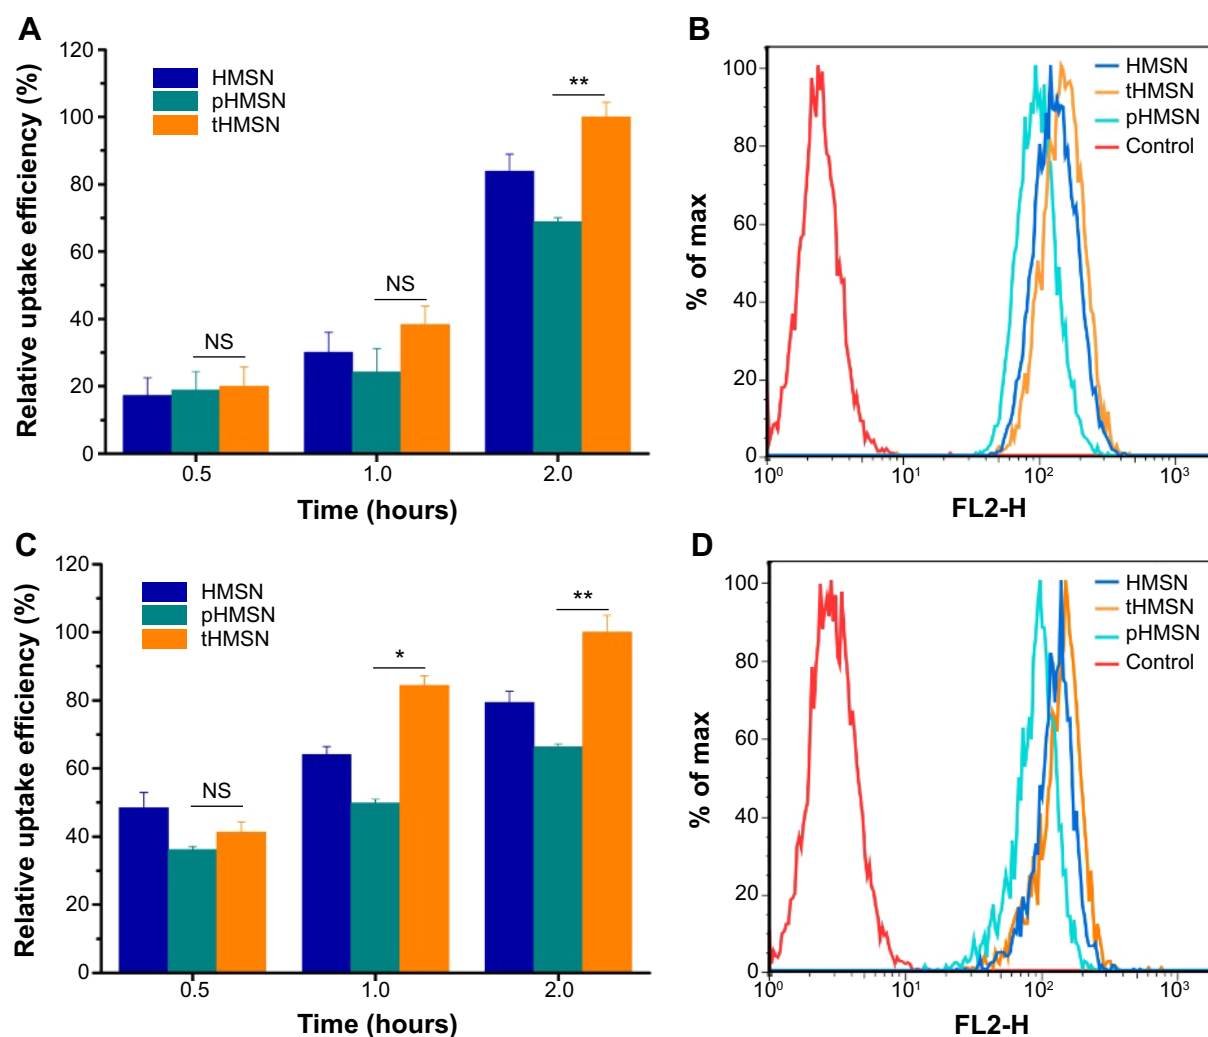 A
Relative uptake efficiency (%)
120
100
80
60
40
20
0
HMSN
pHMSN
tHMSN
NS
NS
**
0.5
1.0
2.0
Time (hours)
B
% of max
100
80
60
40
20
0
HMSN
tHMSN
pHMSN
Control
10⁰
10¹
10²
10³
FL2-H
C
Relative uptake efficiency (%)
120
100
80
60
40
20
0
HMSN
pHMSN
tHMSN
NS
*
**
0.5
1.0
2.0
Time (hours)
D
% of max
100
80
60
40
20
0
HMSN
tHMSN
pHMSN
Control
10⁰
10¹
10²
10³
FL2-H